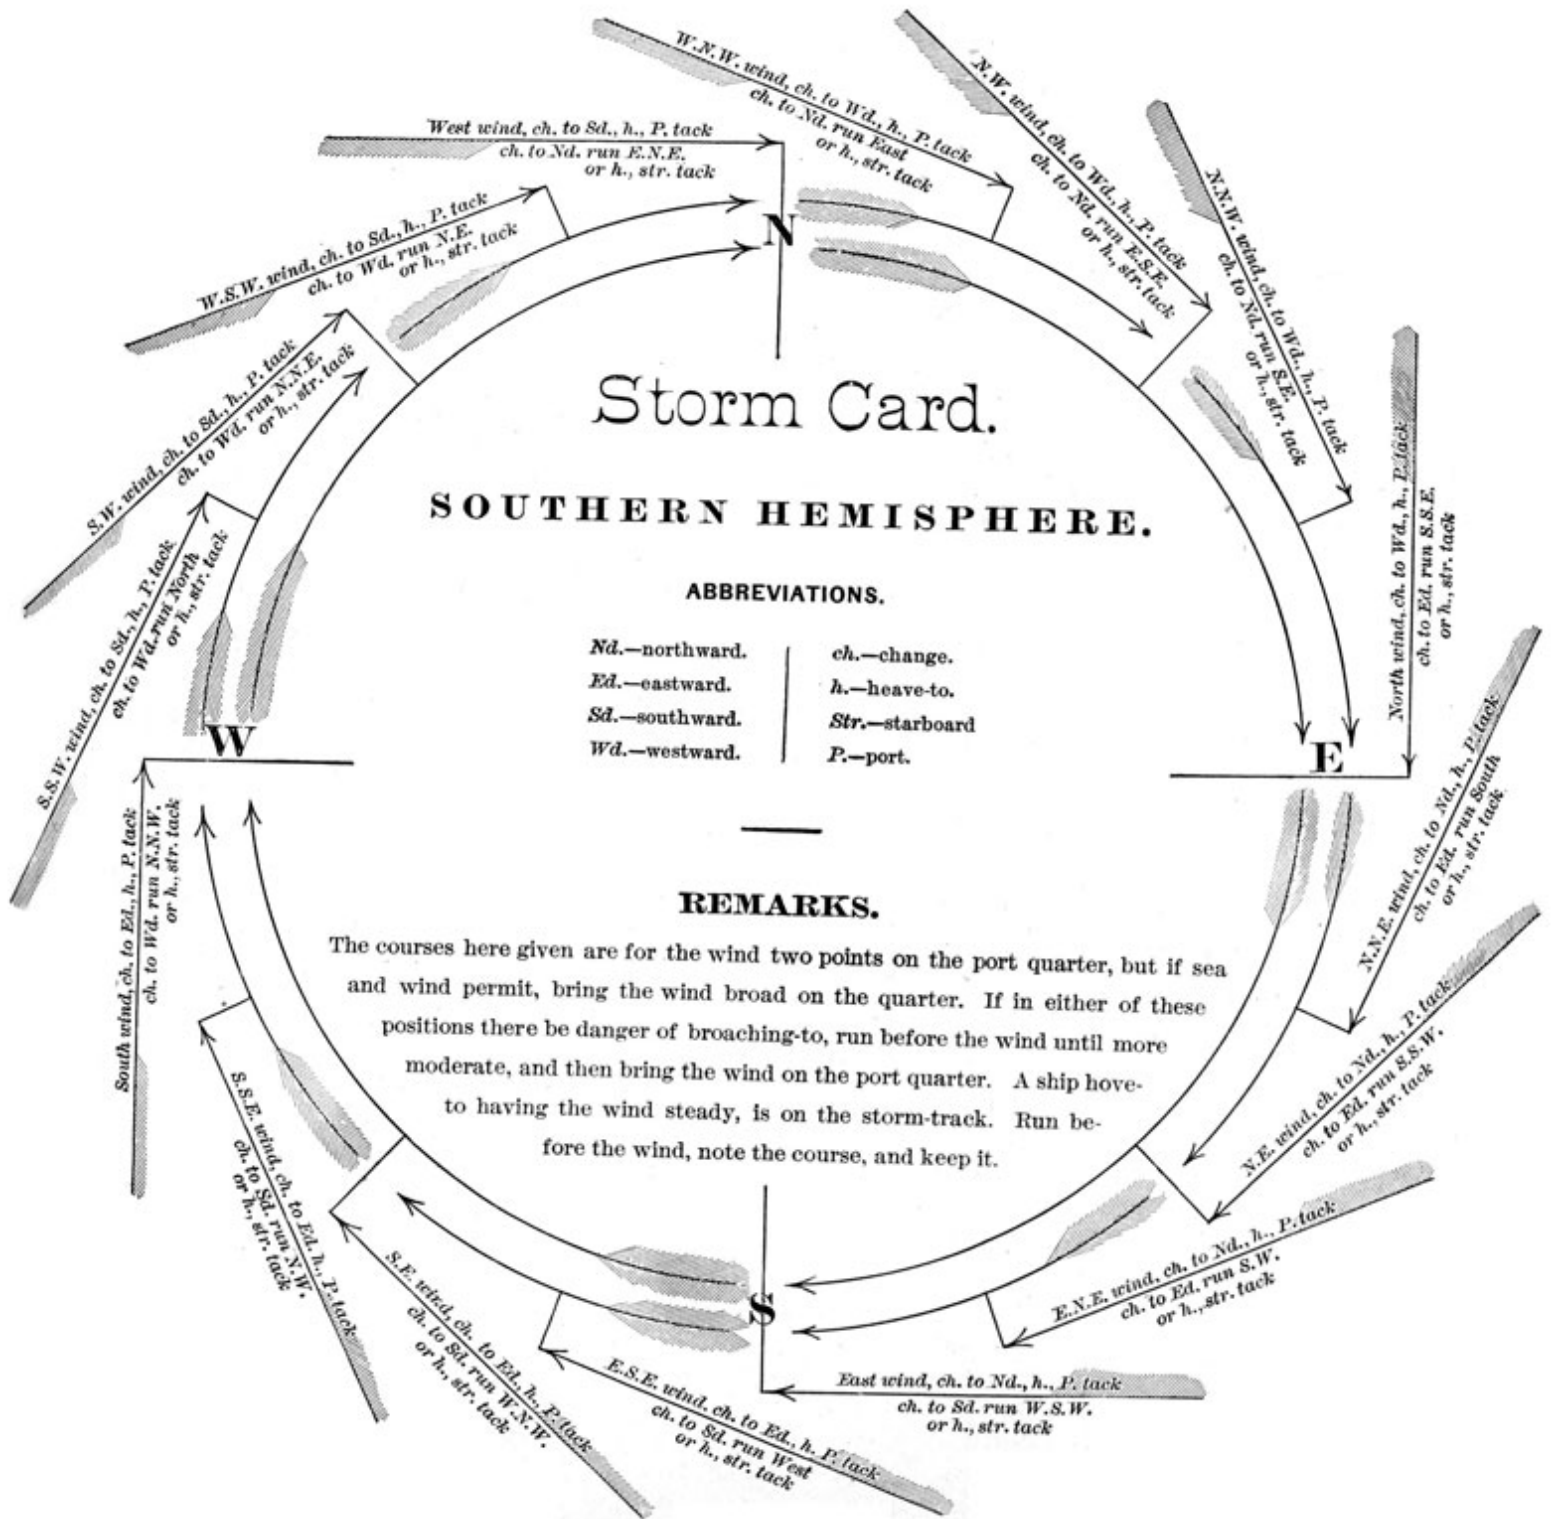 W.N.W. wind, ch. to Wd., h., P. tack
ch. to Nd. run East
or h., str. tack
N.W. wind, ch. to Wd., h., P. tack
ch. to Nd. run E.S.E.
or h., str. tack
West wind, ch. to Sd., h., P. tack
ch. to Nd. run E.N.E.
or h., str. tack
N.N.W. wind, ch. to Wd., h., P. tack
ch. to Nd. run S.E.
or h., str. tack
W.S.W. wind, ch. to Sd., h., P. tack
ch. to Wd. run N.E.
or h., str. tack
N
S.W. wind, ch. to Sd., h., P. tack
ch. to Wd. run N.N.E.
or h., str. tack
North wind, ch. to Wd., h., P. tack
ch. to Ed. run S.S.E.
or h., str. tack
Storm Card.
SOUTHERN HEMISPHERE.
ABBREVIATIONS.
Nd.—northward.
Ed.—eastward.
Sd.—southward.
Wd.—westward.
ch.—change.
h.—heave-to.
Str.—starboard
P.—port.
S.S.W. wind, ch. to Sd., h., P. tack
ch. to Wd. run North
or h., str. tack
W
E
N.N.E. wind, ch. to Nd., h., P. tack
ch. to Ed. run South
or h., str. tack
South wind, ch. to Ed., h., P. tack
ch. to Wd. run N.N.W.
or h., str. tack
REMARKS.
The courses here given are for the wind two points on the port quarter, but if sea
and wind permit, bring the wind broad on the quarter. If in either of these
positions there be danger of broaching-to, run before the wind until more
moderate, and then bring the wind on the port quarter. A ship hove-
to having the wind steady, is on the storm-track. Run be-
fore the wind, note the course, and keep it.
N.E. wind, ch. to Nd., h., P. tack
ch. to Ed. run S.S.W.
or h., str. tack
S.S.E. wind, ch. to Ed. h., P. tack
ch. to Sd. run N.W.
or h., str. tack
E.N.E. wind, ch. to Nd., h., P. tack
ch. to Ed. run S.W.
or h., str. tack
S
S.E. wind, ch. to Ed., h., P. tack
ch. to Sd. run W.N.W.
or h., str. tack
E.S.E. wind, ch. to Ed., h. P. tack
ch. to Sd. run West
or h., str. tack
East wind, ch. to Nd., h., P. tack
ch. to Sd. run W.S.W.
or h., str. tack